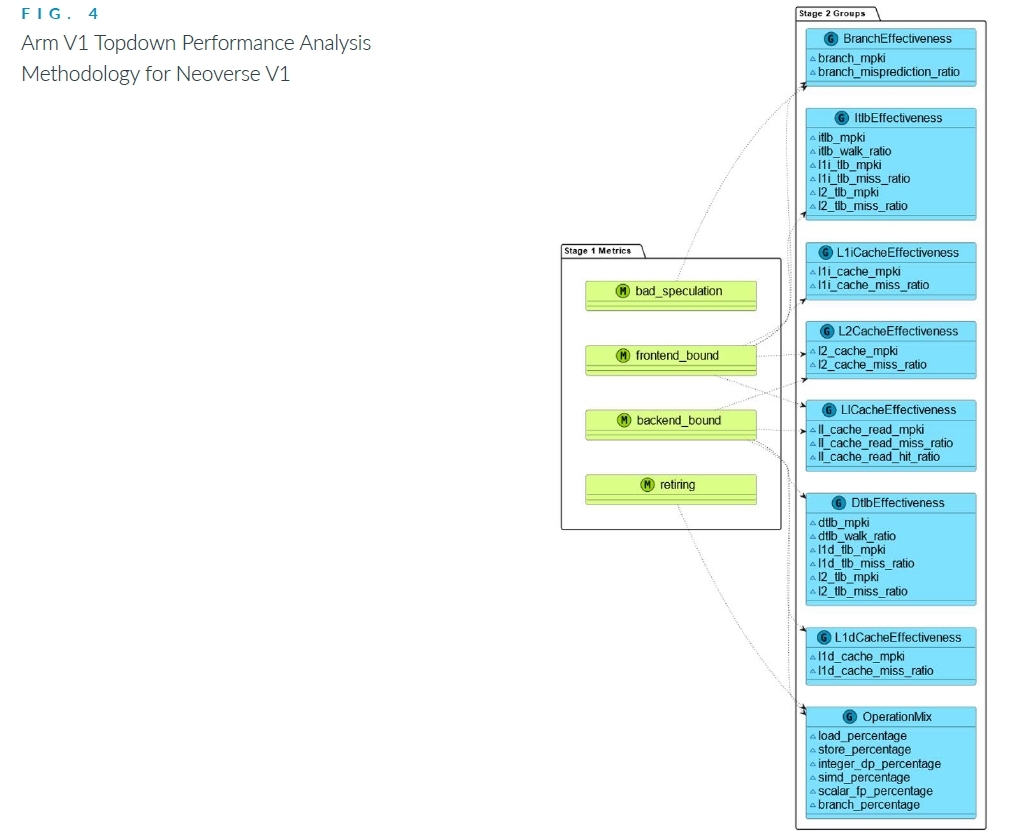 FIG. 4
Arm V1 Topdown Performance Analysis
Methodology for Neoverse V1
Stage 1 Metrics
M bad_speculation
M frontend_bound
M backend_bound
M retiring
Stage 2 Groups
G BranchEffectiveness
branch_mpki
branch_misprediction_ratio
G ItlbEffectiveness
itlb_mpki
itlb_walk_ratio
l1i_tlb_mpki
l1i_tlb_miss_ratio
l2_tlb_mpki
l2_tlb_miss_ratio
G L1iCacheEffectiveness
l1i_cache_mpki
l1i_cache_miss_ratio
G L2CacheEffectiveness
l2_cache_mpki
l2_cache_miss_ratio
G LlCacheEffectiveness
ll_cache_read_mpki
ll_cache_read_miss_ratio
ll_cache_read_hit_ratio
G DtlbEffectiveness
dtlb_mpki
dtlb_walk_ratio
l1d_tlb_mpki
l1d_tlb_miss_ratio
l2_tlb_mpki
l2_tlb_miss_ratio
G L1dCacheEffectiveness
l1d_cache_mpki
l1d_cache_miss_ratio
G OperationMix
load_percentage
store_percentage
integer_dp_percentage
simd_percentage
scalar_fp_percentage
branch_percentage